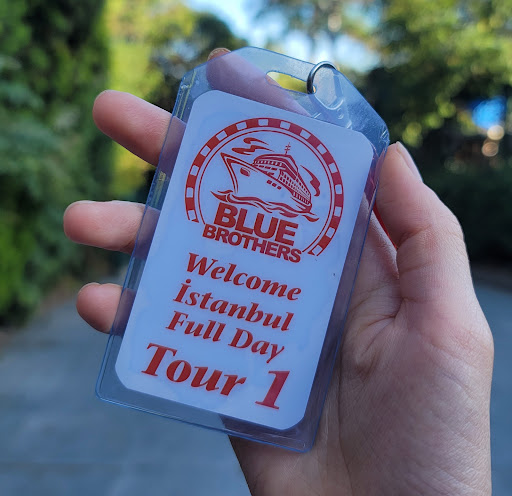 BLUE
BROTHERS
Welcome
İstanbul
Full Day
Tour 1